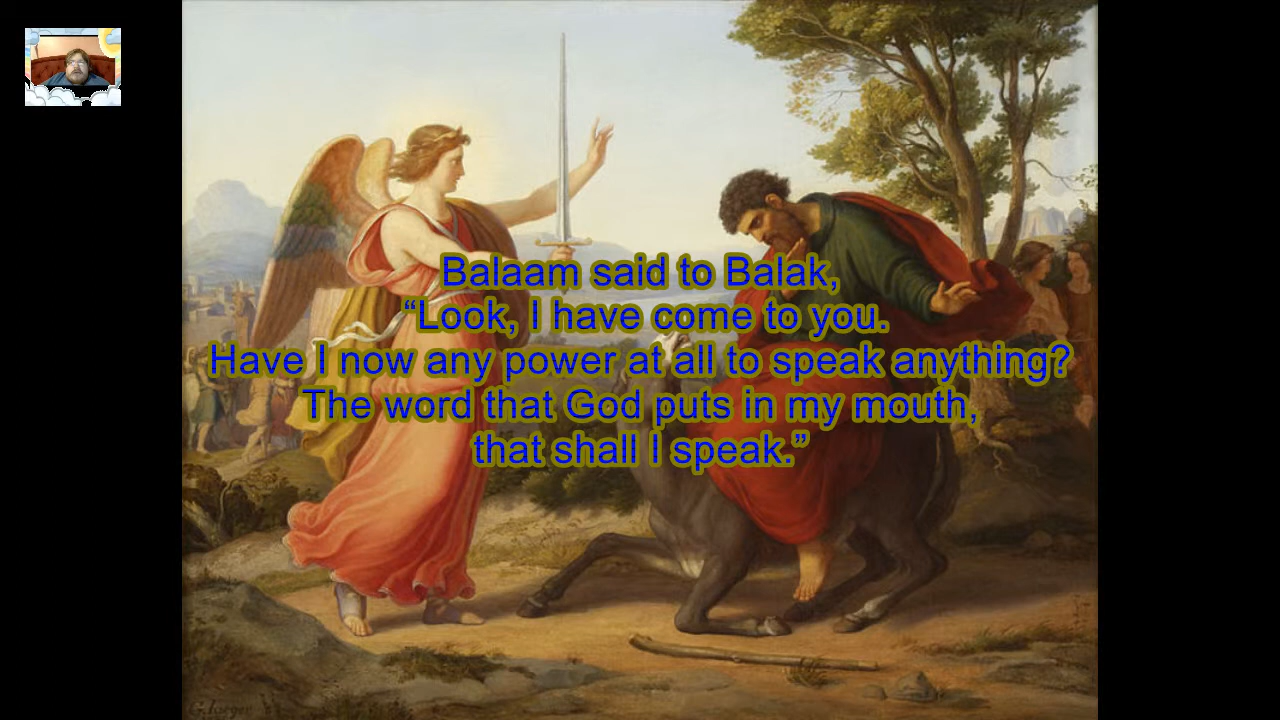 Balaam said to Balak,
“Look, I have come to you.
Have I now any power at all to speak anything?
The word that God puts in my mouth,
that shall I speak.”
G. Jaeger